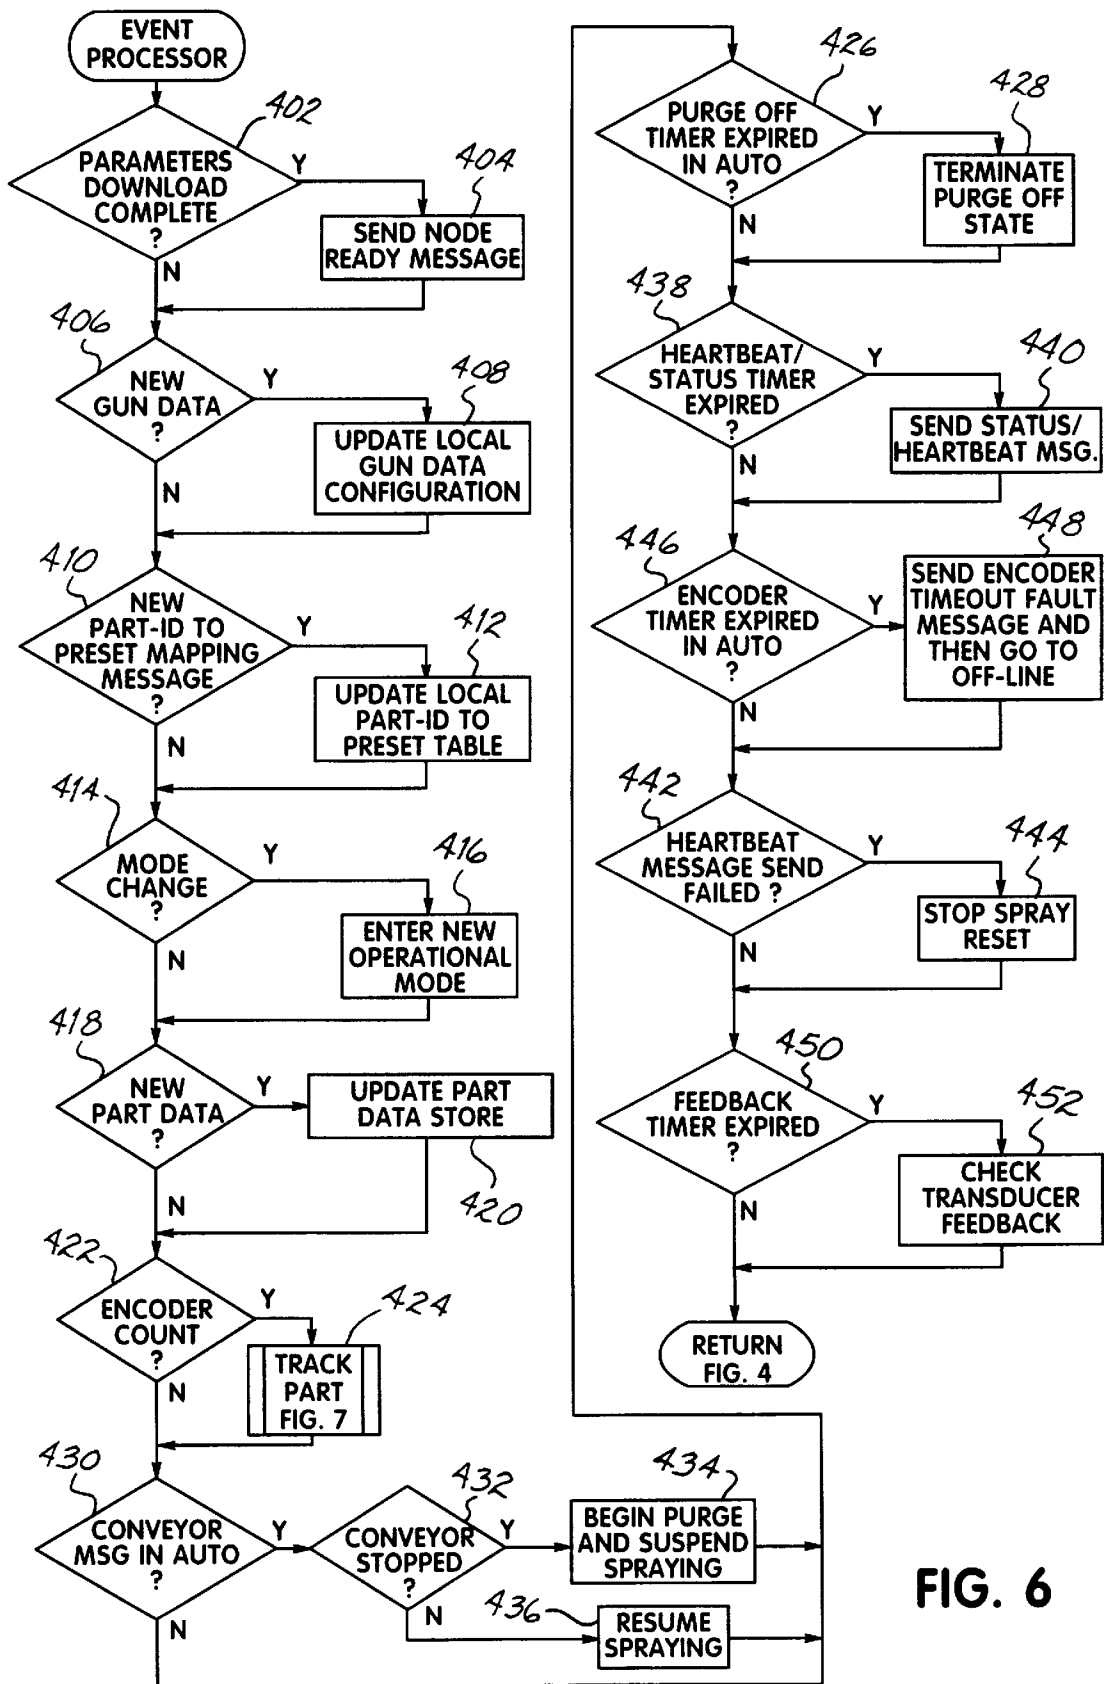 EVENT
PROCESSOR
402
PARAMETERS
DOWNLOAD
COMPLETE
?
Y
N
404
SEND NODE
READY MESSAGE
406
NEW
GUN DATA
?
Y
N
408
UPDATE LOCAL
GUN DATA
CONFIGURATION
410
NEW
PART-ID TO
PRESET MAPPING
MESSAGE
?
Y
N
412
UPDATE LOCAL
PART-ID TO
PRESET TABLE
414
MODE
CHANGE
?
Y
N
416
ENTER NEW
OPERATIONAL
MODE
418
NEW
PART DATA
?
Y
N
UPDATE PART
DATA STORE
420
422
ENCODER
COUNT
?
Y
N
424
TRACK
PART
FIG. 7
430
CONVEYOR
MSG IN AUTO
?
Y
N
432
CONVEYOR
STOPPED
?
Y
N
434
BEGIN PURGE
AND SUSPEND
SPRAYING
436
RESUME
SPRAYING
426
PURGE OFF
TIMER EXPIRED
IN AUTO
?
Y
N
428
TERMINATE
PURGE OFF
STATE
438
HEARTBEAT/
STATUS TIMER
EXPIRED
?
Y
N
440
SEND STATUS/
HEARTBEAT MSG.
446
ENCODER
TIMER EXPIRED
IN AUTO
?
Y
N
448
SEND ENCODER
TIMEOUT FAULT
MESSAGE AND
THEN GO TO
OFF-LINE
442
HEARTBEAT
MESSAGE SEND
FAILED ?
Y
N
444
STOP SPRAY
RESET
450
FEEDBACK
TIMER EXPIRED
?
Y
N
452
CHECK
TRANSDUCER
FEEDBACK
RETURN
FIG. 4
FIG. 6